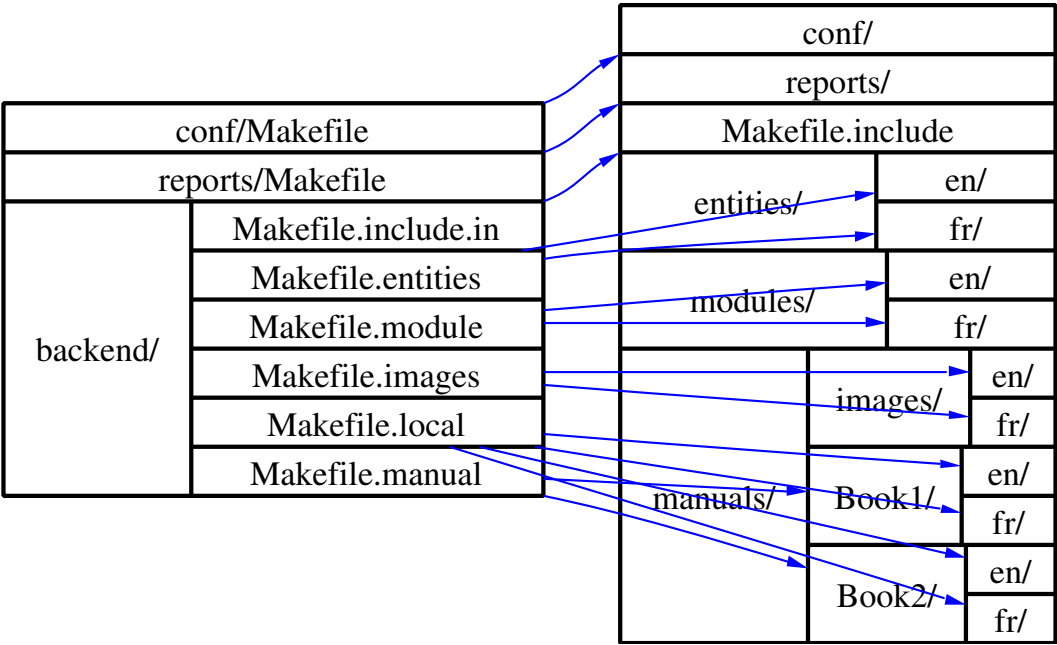 conf/Makefile
reports/Makefile
backend/
Makefile.include.in
Makefile.entities
Makefile.module
Makefile.images
Makefile.local
Makefile.manual
conf/
reports/
Makefile.include
entities/
en/
fr/
modules/
en/
fr/
manuals/
images/
en/
fr/
Book1/
en/
fr/
Book2/
en/
fr/